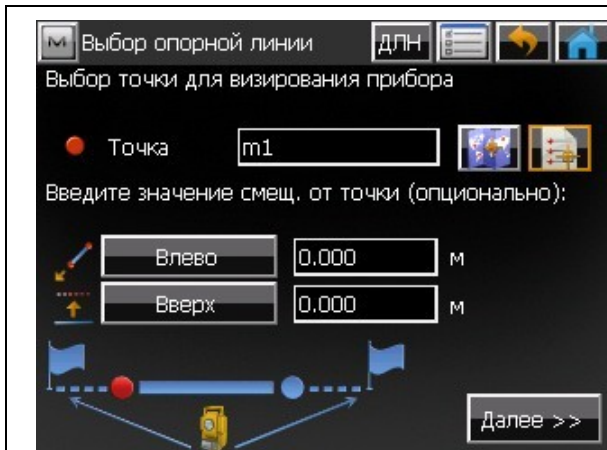 Выбор опорной линии ДЛН
Выбор точки для визирования прибора
Точка m1
Введите значение смещ. от точки (опционально):
Влево 0.000 м
Вверх 0.000 м
Далее >>